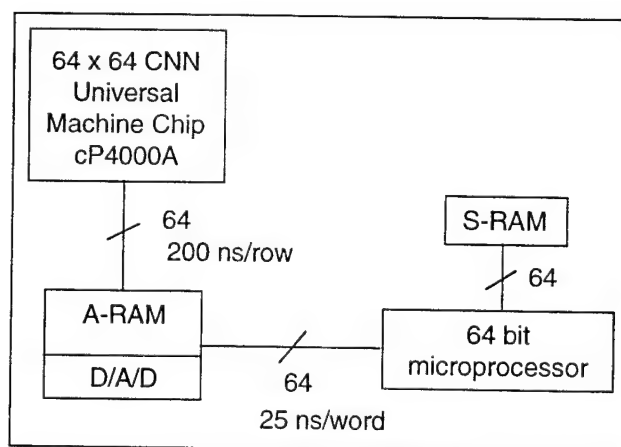 64 x 64 CNN
Universal
Machine Chip
cP4000A
64
200 ns/row
S-RAM
64
A-RAM
D/A/D
64
25 ns/word
64 bit
microprocessor